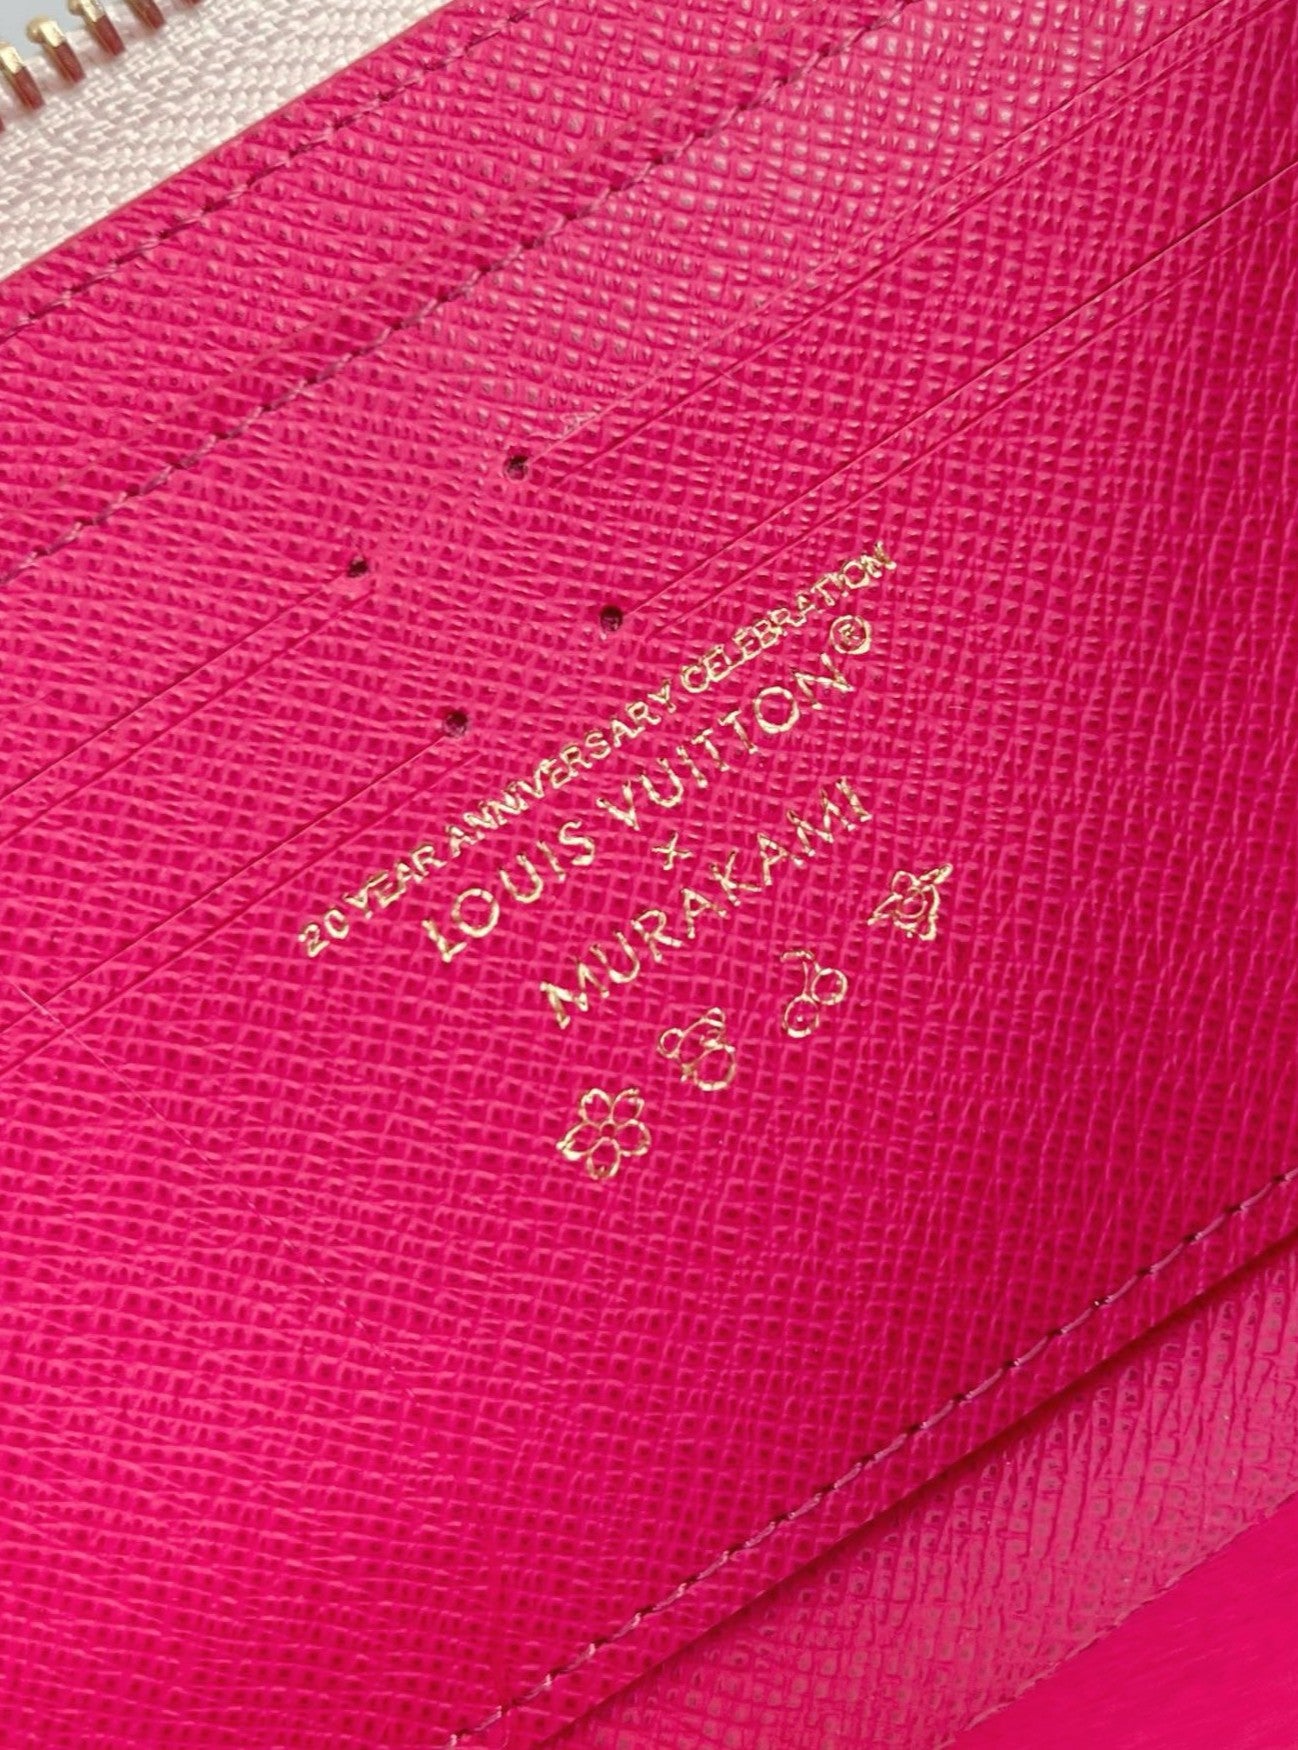 20 YEAR ANNIVERSARY CELEBRATION
LOUIS VUITTON®
×
MURAKAMI